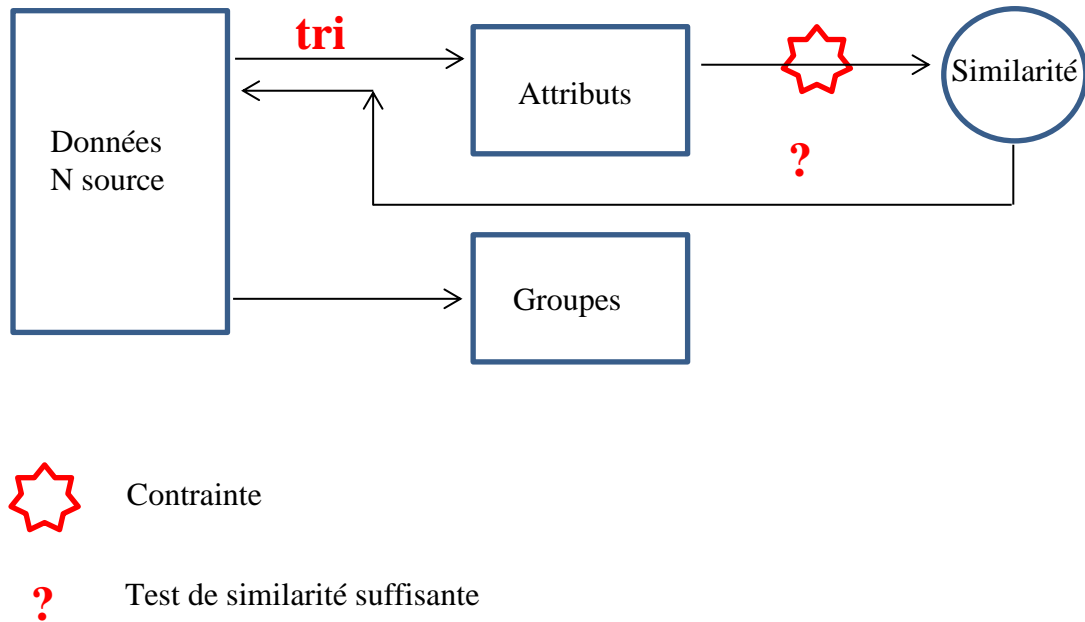 tri
Attributs
Similarité
Données
N source
?
Groupes
Contrainte
? Test de similarité suffisante